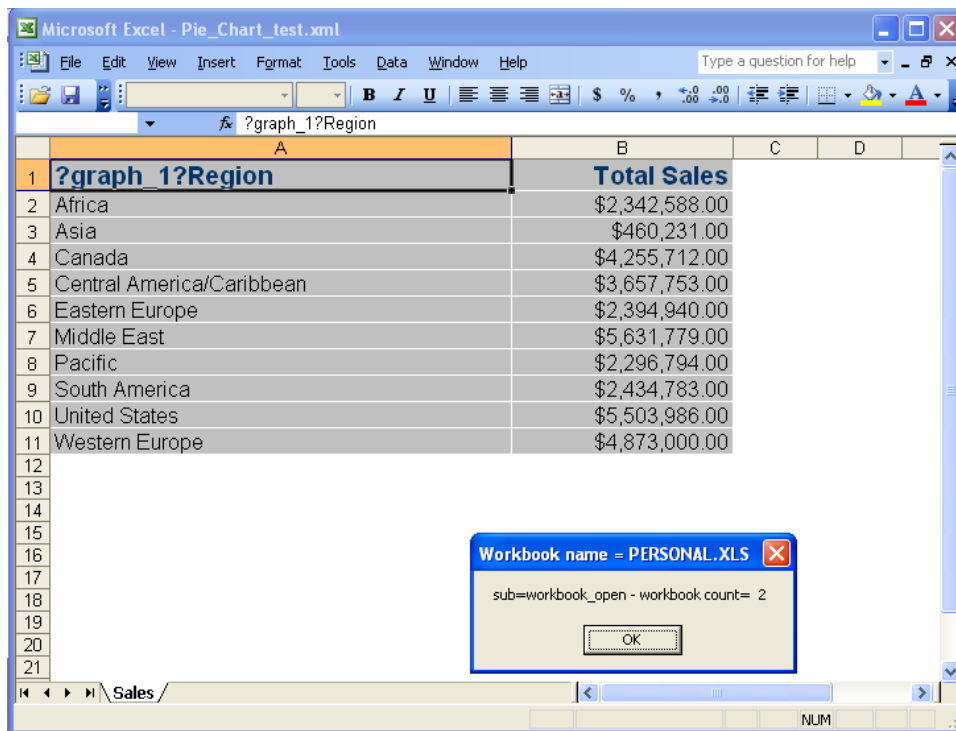 Microsoft Excel - Pie_Chart_test.xml
File Edit View Insert Format Tools Data Window Help Type a question for help
B I U $ % , .00 .00 A
fx ?graph_1?Region
A B C D
1 ?graph_1?Region Total Sales
2 Africa $2,342,588.00
3 Asia $460,231.00
4 Canada $4,255,712.00
5 Central America/Caribbean $3,657,753.00
6 Eastern Europe $2,394,940.00
7 Middle East $5,631,779.00
8 Pacific $2,296,794.00
9 South America $2,434,783.00
10 United States $5,503,986.00
11 Western Europe $4,873,000.00
12
13
14
15
16
17
18
19
20
21
Workbook name = PERSONAL.XLS
sub=workbook_open - workbook count= 2
OK
Sales
NUM